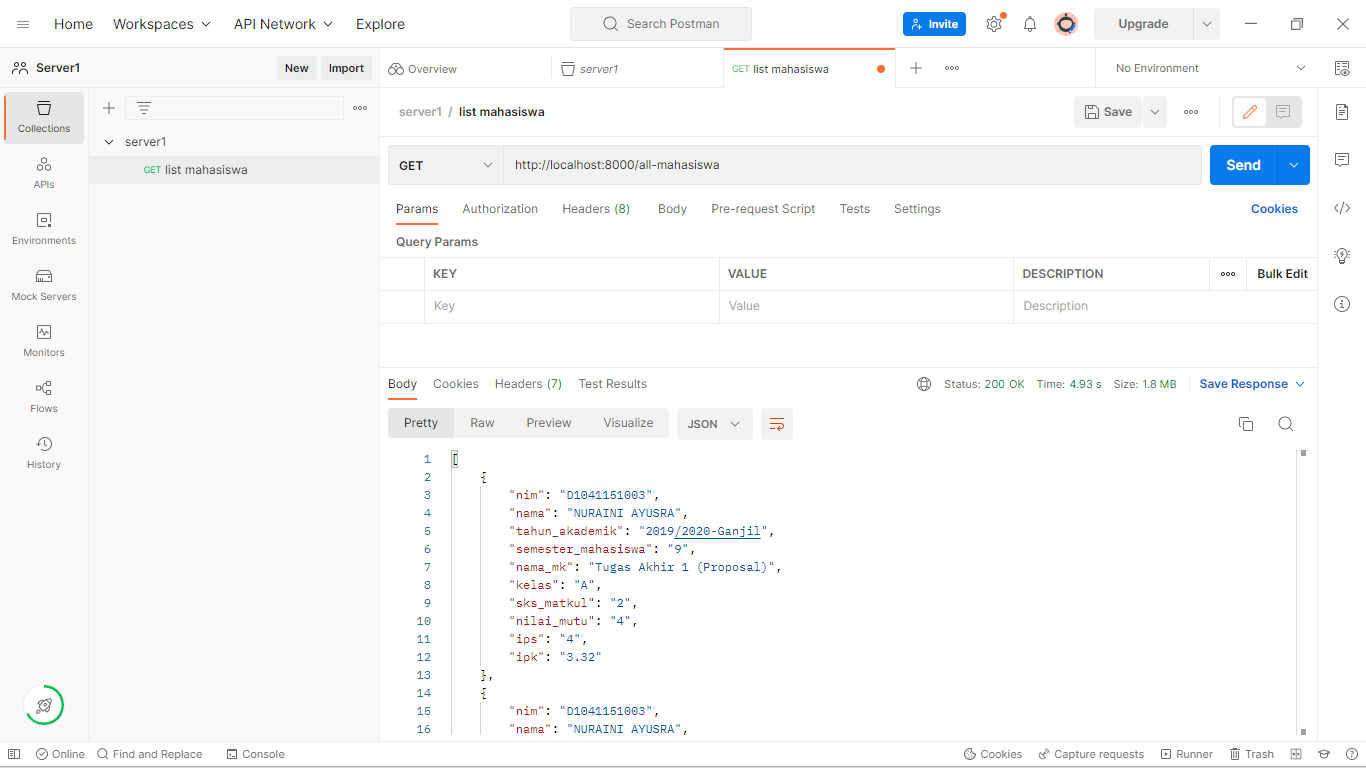 Home Workspaces API Network Explore Search Postman Invite Upgrade
Server1 New Import Overview server1 GET list mahasiswa No Environment
Collections
APIs
Environments
Mock Servers
Monitors
Flows
History
server1
GET list mahasiswa
server1 / list mahasiswa Save
GET http://localhost:8000/all-mahasiswa Send
Params Authorization Headers (8) Body Pre-request Script Tests Settings Cookies
Query Params
KEY VALUE DESCRIPTION Bulk Edit
Key Value Description
Body Cookies Headers (7) Test Results Status: 200 OK Time: 4.93 s Size: 1.8 MB Save Response
Pretty Raw Preview Visualize JSON
1 [
2 {
3 "nim": "D1041151003",
4 "nama": "NURAINI AYUSRA",
5 "tahun_akademik": "2019/2020-Ganjil",
6 "semester_mahasiswa": "9",
7 "nama_mk": "Tugas Akhir 1 (Proposal)",
8 "kelas": "A",
9 "sks_matkul": "2",
10 "nilai_mutu": "4",
11 "ips": "4",
12 "ipk": "3.32"
13 },
14 {
15 "nim": "D1041151003",
16 "nama": "NURAINI AYUSRA",
Online Find and Replace Console Cookies Capture requests Runner Trash